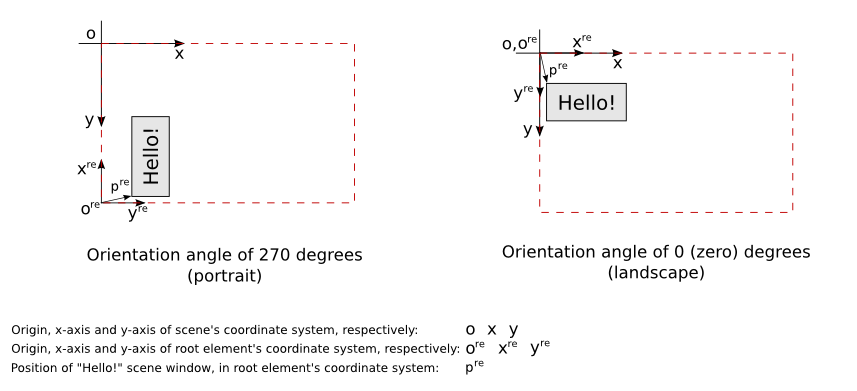 o
x
y
x^re
p^re
o^re
y^re
Hello!
Orientation angle of 270 degrees
(portrait)
o,o^re
x^re
x
p^re
y^re
y
Hello!
Orientation angle of 0 (zero) degrees
(landscape)
Origin, x-axis and y-axis of scene's coordinate system, respectively: o x y
Origin, x-axis and y-axis of root element's coordinate system, respectively: o^re x^re y^re
Position of "Hello!" scene window, in root element's coordinate system: p^re